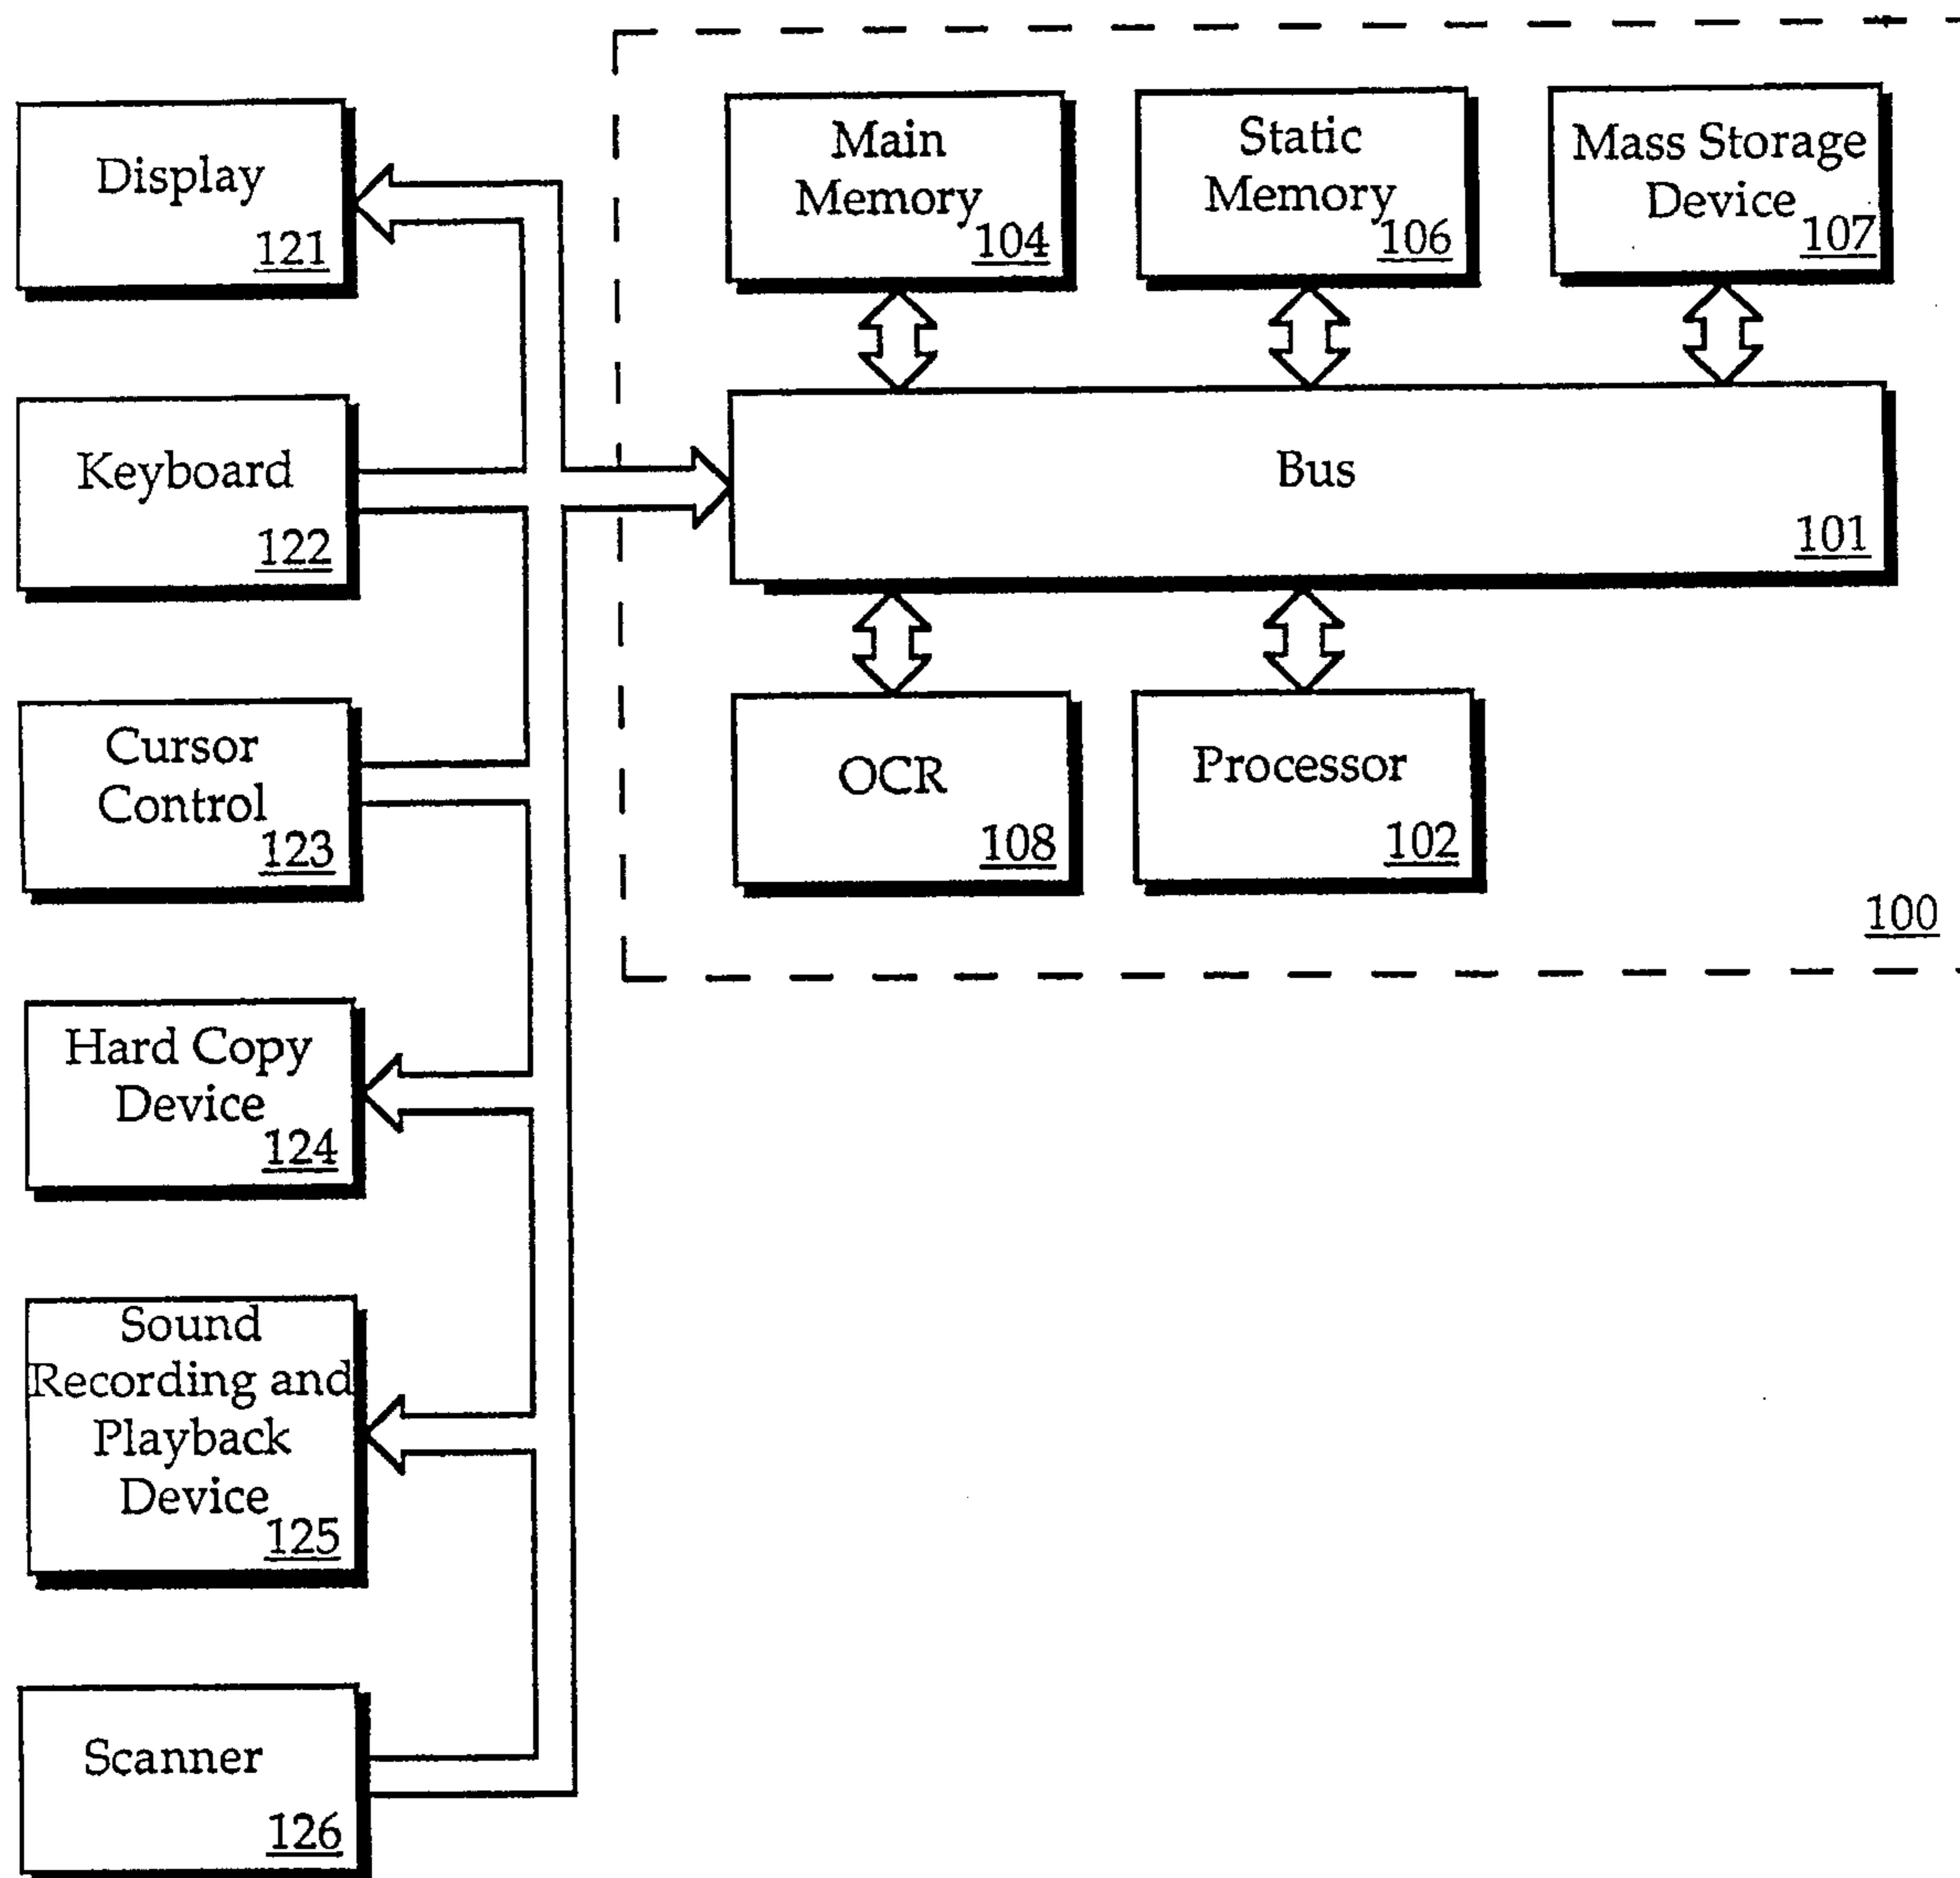 Display
121
Keyboard
122
Cursor
Control
123
Hard Copy
Device
124
Sound
Recording and
Playback
Device
125
Scanner
126
Main
Memory
104
Static
Memory
106
Mass Storage
Device
107
Bus
101
OCR
108
Processor
102
100